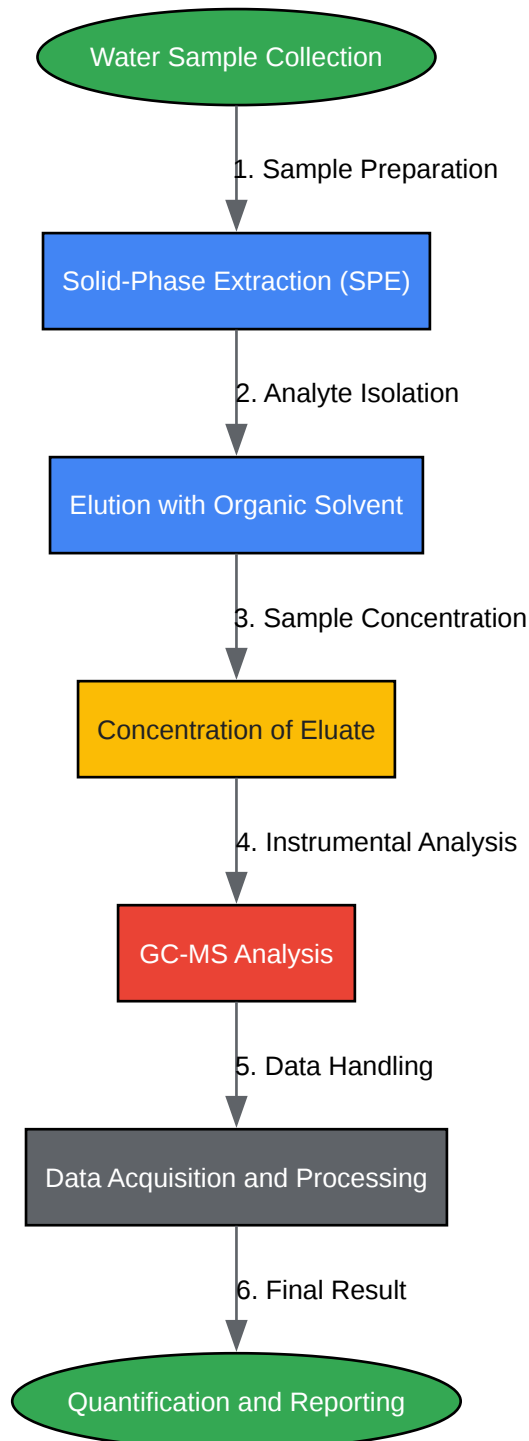 Water Sample Collection
1. Sample Preparation
Solid-Phase Extraction (SPE)
2. Analyte Isolation
Elution with Organic Solvent
3. Sample Concentration
Concentration of Eluate
4. Instrumental Analysis
GC-MS Analysis
5. Data Handling
Data Acquisition and Processing
6. Final Result
Quantification and Reporting